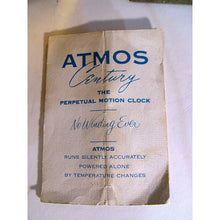 ATMOS
Century
THE
PERPETUAL MOTION CLOCK
No Winding Ever
ATMOS
RUNS SILENTLY ACCURATELY
POWERED ALONE
BY TEMPERATURE CHANGES